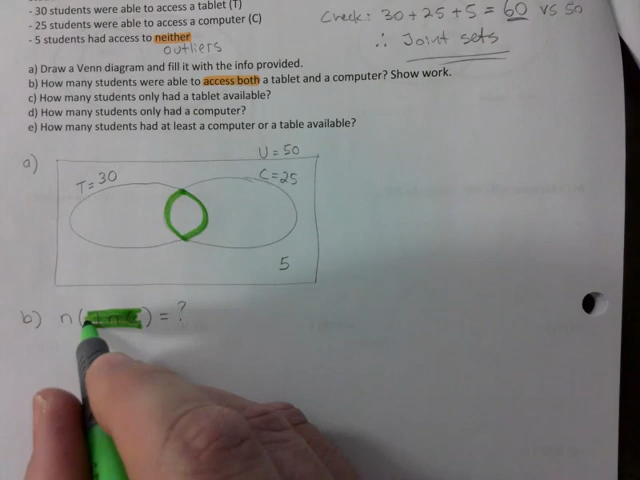 - 30 students were able to access a tablet (T)
- 25 students were able to access a computer (C)
- 5 students had access to neither
outliers
Check: 30 + 25 + 5 = 60 vs 50
∴ Joint sets
a) Draw a Venn diagram and fill it with the info provided.
b) How many students were able to access both a tablet and a computer? Show work.
c) How many students only had a tablet available?
d) How many students only had a computer?
e) How many students had at least a computer or a table available?
a)
U = 50
T = 30
C = 25
5
b) n( ) = ?